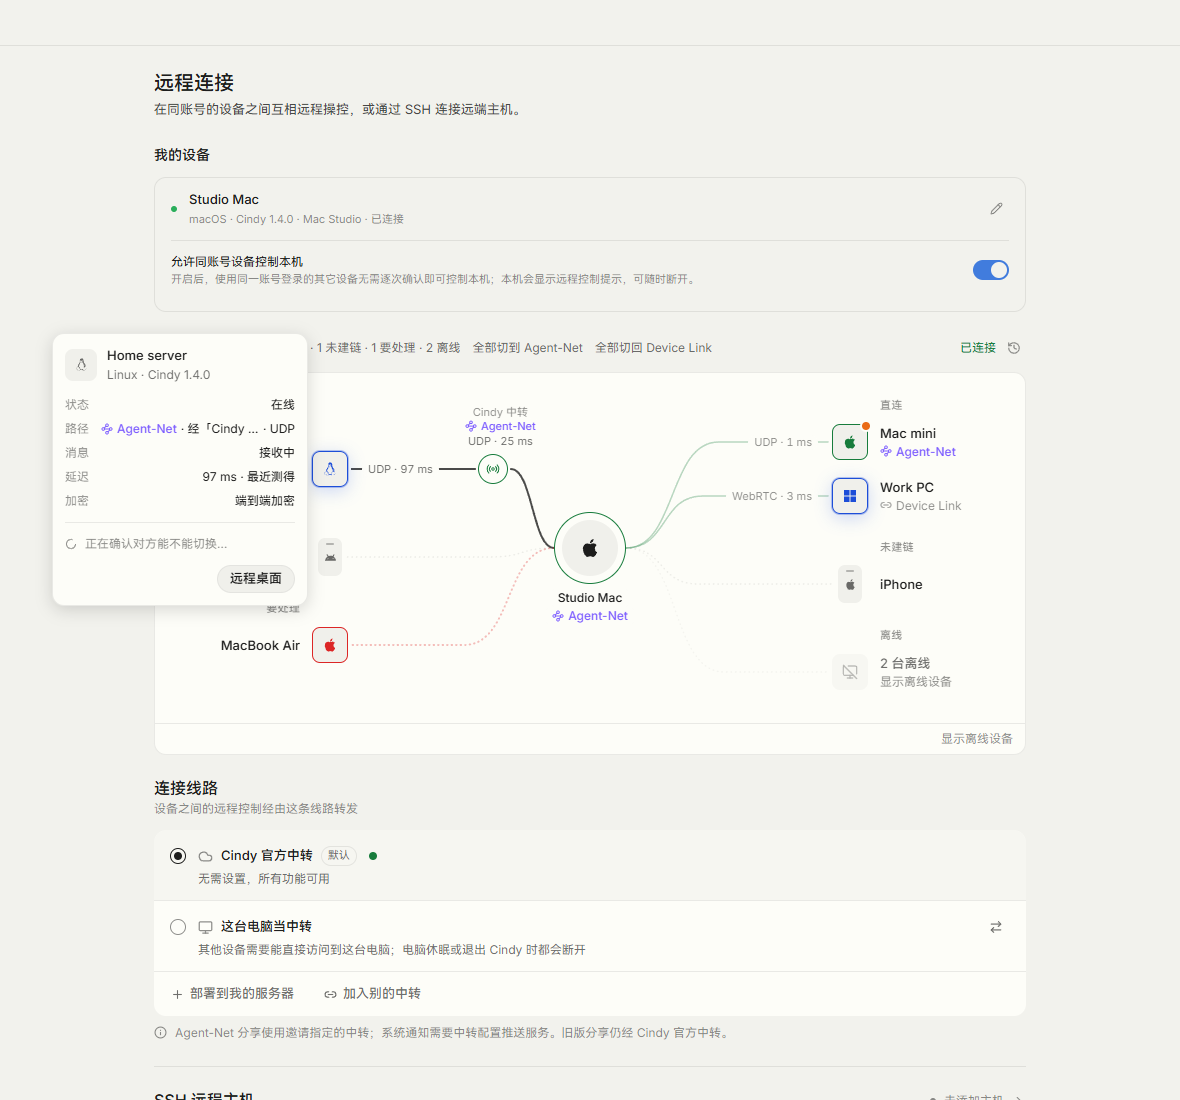 远程连接
在同账号的设备之间互相远程操控，或通过 SSH 连接远端主机。
我的设备
Studio Mac
macOS · Cindy 1.4.0 · Mac Studio · 已连接
允许同账号设备控制本机
开启后，使用同一账号登录的其它设备无需逐次确认即可控制本机；本机会显示远程控制提示，可随时断开。
· 1 未建链 · 1 要处理 · 2 离线 全部切到 Agent-Net 全部切回 Device Link
已连接
Home server
Linux · Cindy 1.4.0
状态 在线
路径 Agent-Net · 经「Cindy ... · UDP
消息 接收中
延迟 97 ms · 最近测得
加密 端到端加密
正在确认对方能不能切换...
远程桌面
Cindy 中转
Agent-Net
UDP · 25 ms
UDP · 97 ms
Studio Mac
Agent-Net
要处理
MacBook Air
直连
UDP · 1 ms
Mac mini
Agent-Net
WebRTC · 3 ms
Work PC
Device Link
未建链
iPhone
离线
2 台离线
显示离线设备
显示离线设备
连接线路
设备之间的远程控制经由这条线路转发
Cindy 官方中转 默认
无需设置，所有功能可用
这台电脑当中转
其他设备需要能直接访问到这台电脑；电脑休眠或退出 Cindy 时都会断开
部署到我的服务器 加入别的中转
Agent-Net 分享使用邀请指定的中转；系统通知需要中转配置推送服务。旧版分享仍经 Cindy 官方中转。
SSH 远程主机
未添加主机